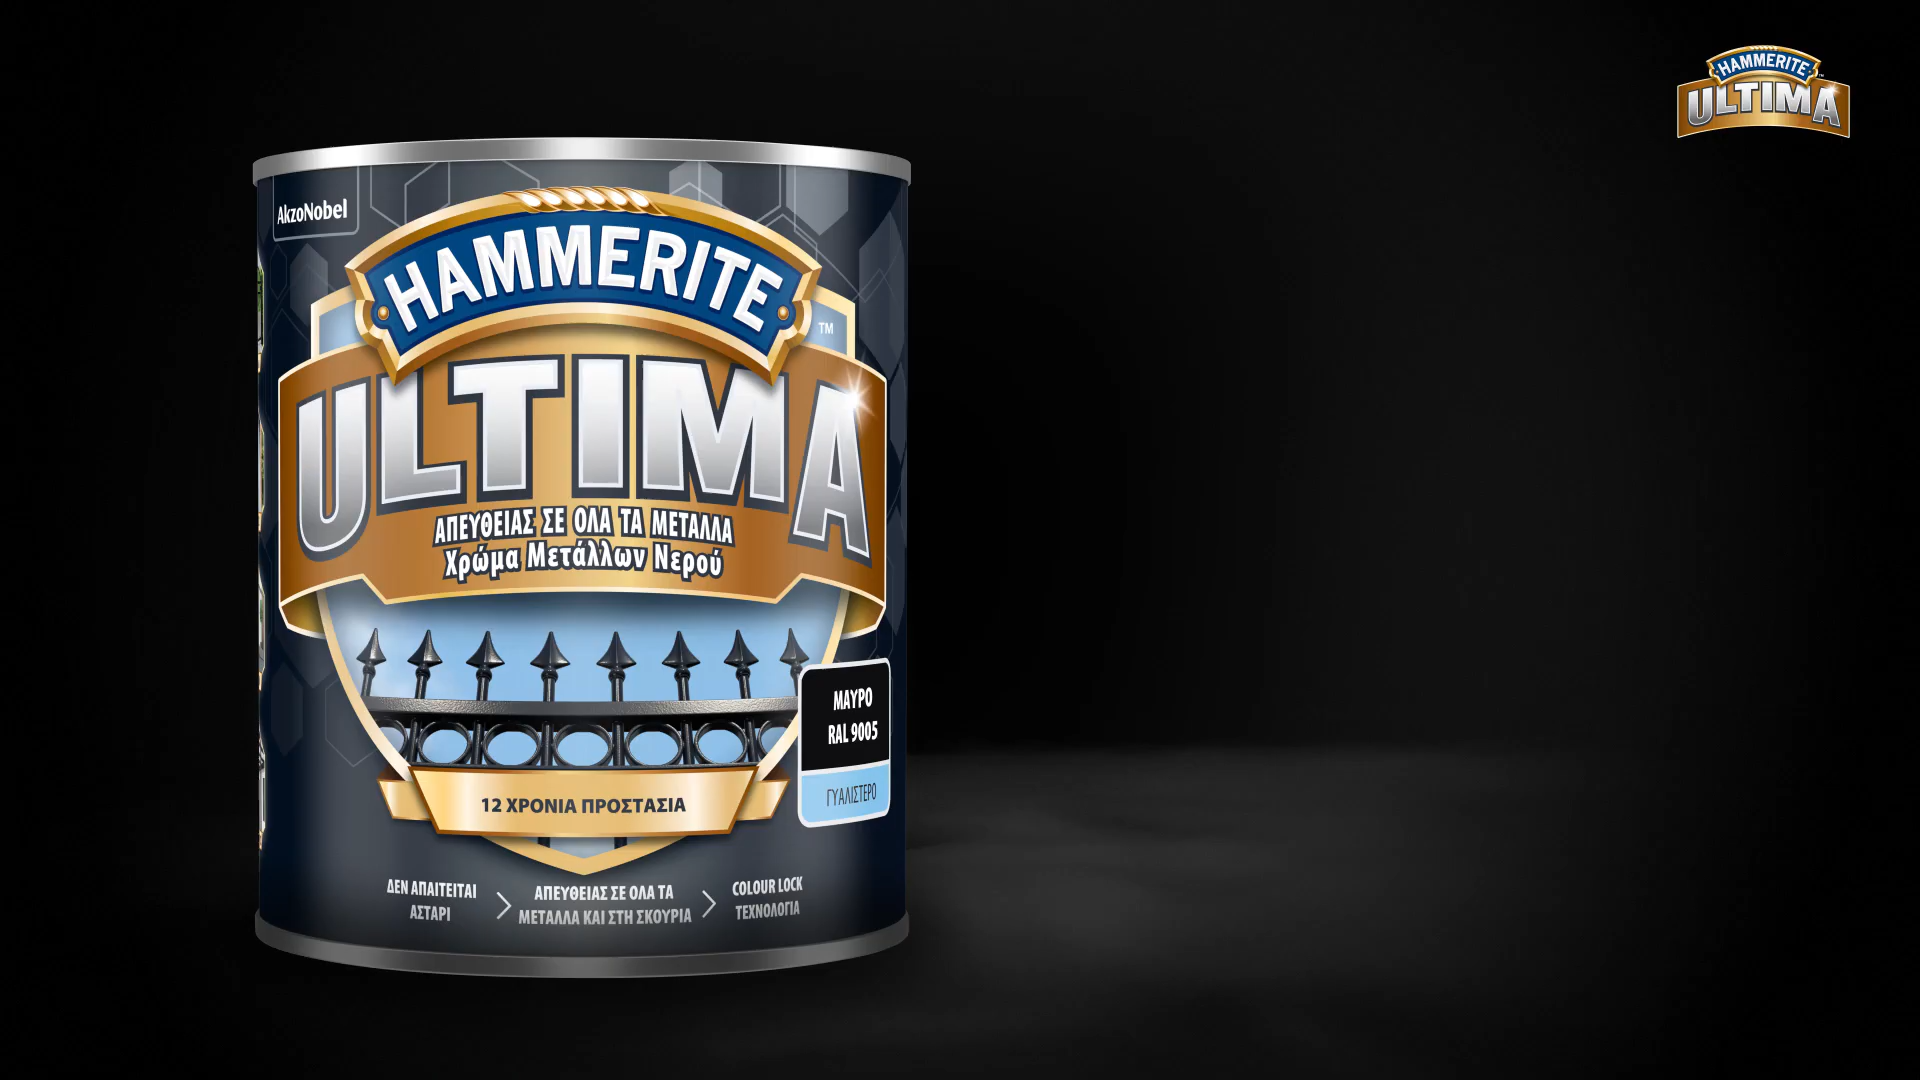 HAMMERITE
ULTIMA
AkzoNobel
HAMMERITE
™
ULTIMA
ΑΠΕΥΘΕΙΑΣ ΣΕ ΟΛΑ ΤΑ ΜΕΤΑΛΛΑ
Χρώμα Μετάλλων Νερού
ΜΑΥΡΟ
RAL 9005
ΓΥΑΛΙΣΤΕΡΟ
12 ΧΡΟΝΙΑ ΠΡΟΣΤΑΣΙΑ
ΔΕΝ ΑΠΑΙΤΕΙΤΑΙ
ΑΣΤΑΡΙ
ΑΠΕΥΘΕΙΑΣ ΣΕ ΟΛΑ ΤΑ
ΜΕΤΑΛΛΑ ΚΑΙ ΣΤΗ ΣΚΟΥΡΙΑ
COLOUR LOCK
ΤΕΧΝΟΛΟΓΙΑ